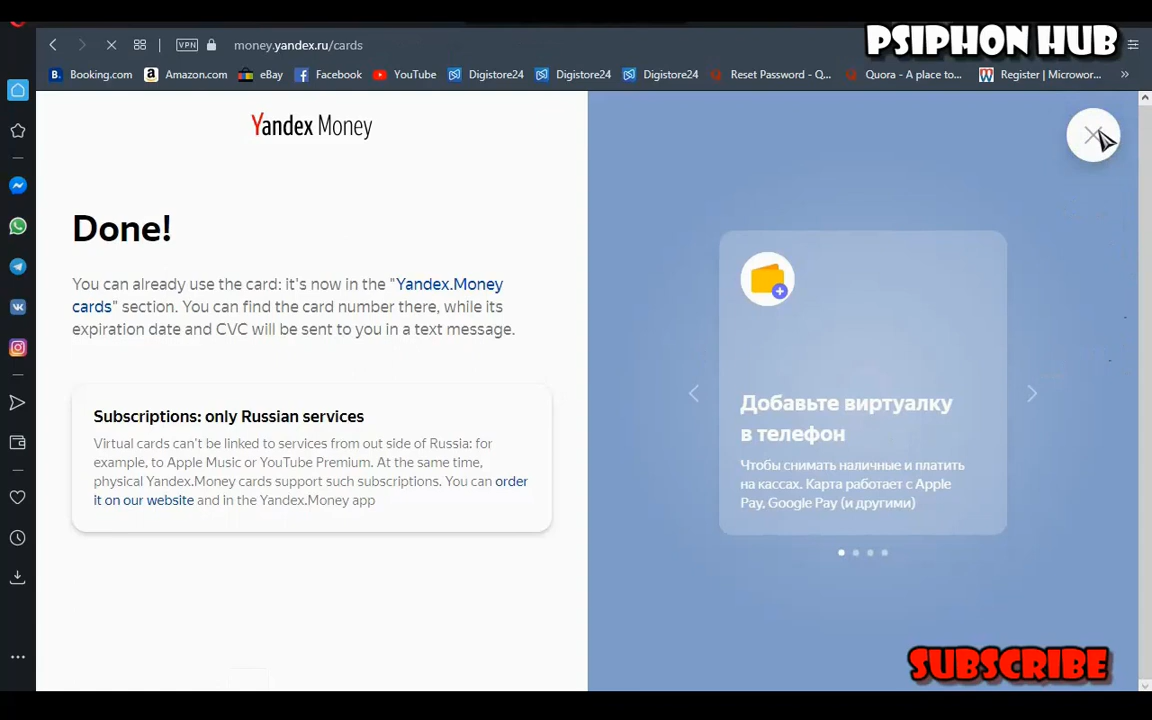 PSIPHON HUB
VPN money.yandex.ru/cards
B. Booking.com a Amazon.com eBay Facebook YouTube Digistore24 Digistore24 Digistore24 Reset Password - Q... Quora - A place to... Register | Microwor... »
Yandex Money
Done!
You can already use the card: it's now in the "Yandex.Money
cards" section. You can find the card number there, while its
expiration date and CVC will be sent to you in a text message.
Subscriptions: only Russian services
Virtual cards can't be linked to services from out side of Russia: for
example, to Apple Music or YouTube Premium. At the same time,
physical Yandex.Money cards support such subscriptions. You can order
it on our website and in the Yandex.Money app
Добавьте виртуалку
в телефон
Чтобы снимать наличные и платить
на кассах. Карта работает с Apple
Pay, Google Pay (и другими)
SUBSCRIBE